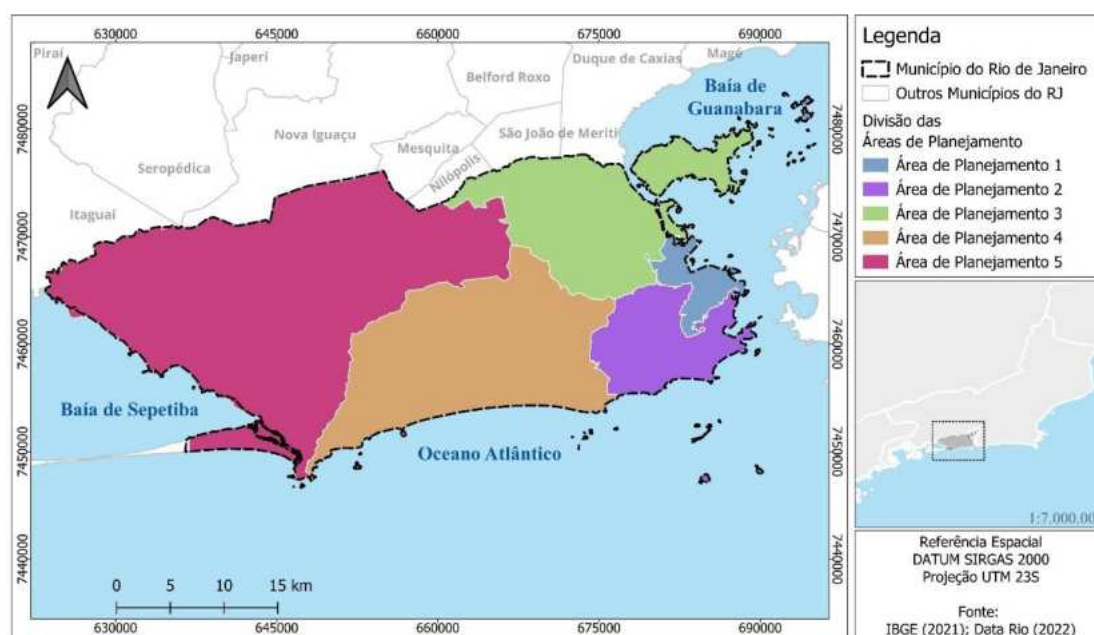 630000 645000 660000 675000 690000
Piraí
Japeri
Duque de Caxias
Magé
Belford Roxo
Baía de
Guanabara
Nova Iguaçu
São João de Meriti
Mesquita
Nilópolis
Seropédica
Itaguaí
7480000
7470000
7460000
7450000
7440000
7480000
7470000
7460000
7450000
7440000
Baía de Sepetiba
Oceano Atlântico
0 5 10 15 km
630000 645000 660000 675000 690000
Legenda
Município do Rio de Janeiro
Outros Municípios do RJ
Divisão das
Áreas de Planejamento
Área de Planejamento 1
Área de Planejamento 2
Área de Planejamento 3
Área de Planejamento 4
Área de Planejamento 5
1:7.000.00
Referência Espacial
DATUM SIRGAS 2000
Projeção UTM 23S
Fonte:
IBGE (2021); Data Rio (2022)